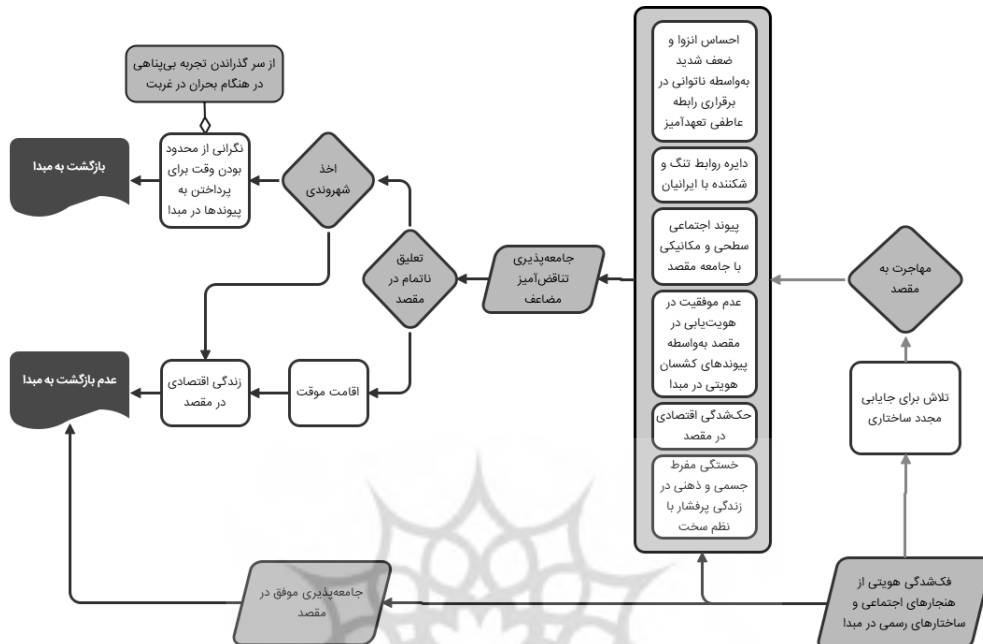 فک‌شدگی هویتی از
هنجارهای اجتماعی و
ساختارهای رسمی در مبدا
تلاش برای جایابی
مجدد ساختاری
مهاجرت به
مقصد
احساس انزوا و
ضعف شدید
به‌واسطه ناتوانی در
برقراری رابطه
عاطفی تعهدآمیز
دایره روابط تنگ و
شکننده با ایرانیان
پیوند اجتماعی
سطحی و مکانیکی
با جامعه مقصد
عدم موفقیت در
هویت‌یابی در
مقصد به‌واسطه
پیوندهای کشسان
هویتی در مبدا
حک‌شدگی اقتصادی
در مقصد
خستگی مفرط
جسمی و ذهنی در
زندگی پرفشار با
نظم سخت
جامعه‌پذیری
تناقض‌آمیز
مضاعف
تعلیق
ناتمام در
مقصد
اخذ
شهروندی
از سر گذراندن تجربه بی‌پناهی
در هنگام بحران در غربت
نگرانی از محدود
بودن وقت برای
پرداختن به
پیوندها در مبدا
بازگشت به مبدا
اقامت موقت
زندگی اقتصادی
در مقصد
عدم بازگشت به مبدا
جامعه‌پذیری موفق در
مقصد